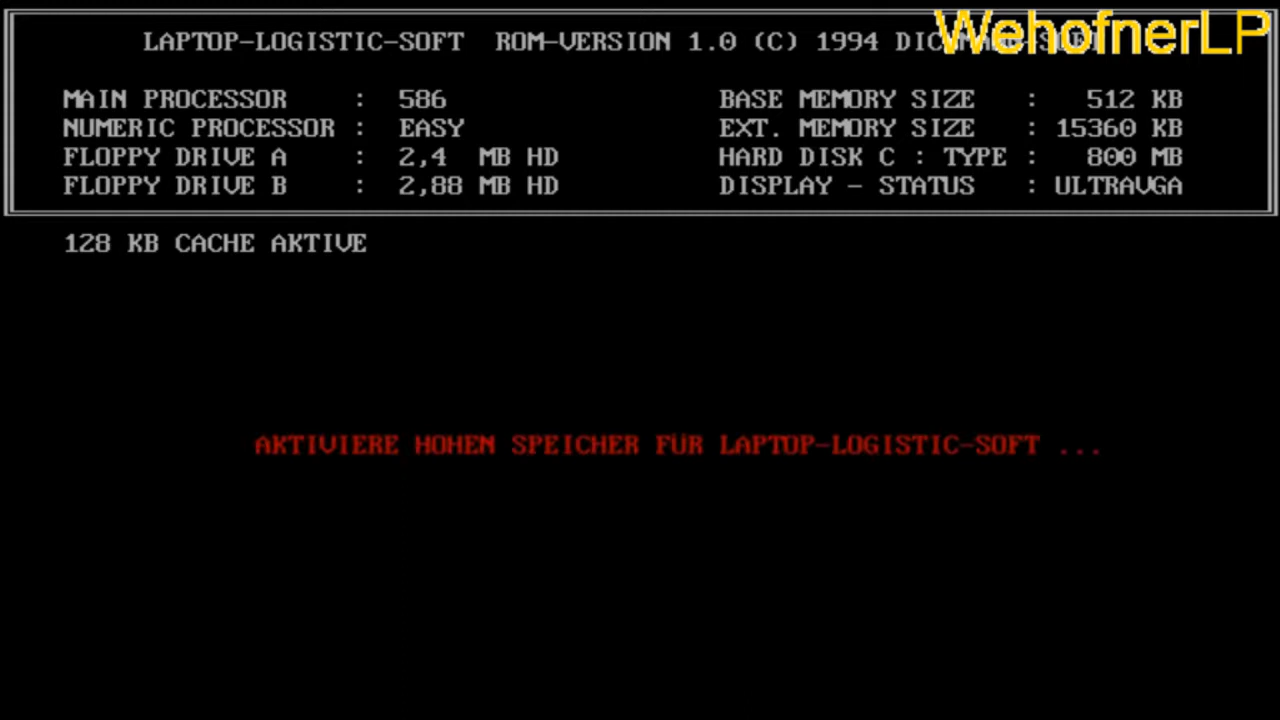 LAPTOP-LOGISTIC-SOFT ROM-VERSION 1.0 (C) 1994
WehofnerLP
MAIN PROCESSOR : 586 BASE MEMORY SIZE : 512 KB
NUMERIC PROCESSOR : EASY EXT. MEMORY SIZE : 15360 KB
FLOPPY DRIVE A : 2,4 MB HD HARD DISK C : TYPE : 800 MB
FLOPPY DRIVE B : 2,88 MB HD DISPLAY - STATUS : ULTRAVGA
128 KB CACHE AKTIVE
AKTIVIERE HOHEN SPEICHER FÜR LAPTOP-LOGISTIC-SOFT ...